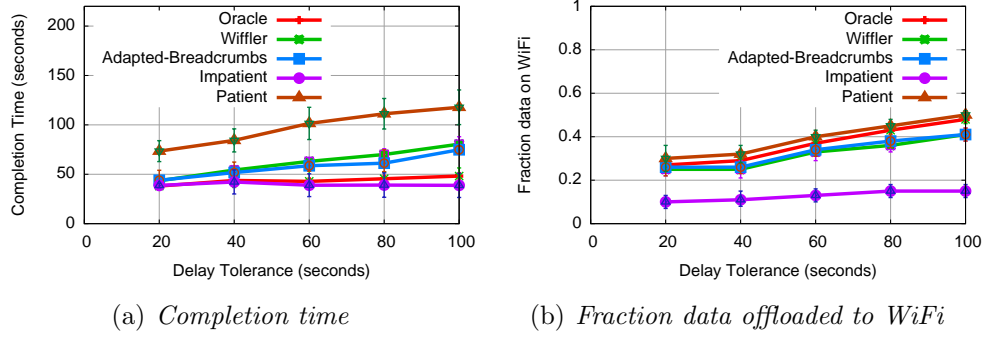 Oracle
Wiffler
Adapted-Breadcrumbs
Impatient
Patient
Completion Time (seconds)
200
150
100
50
0
0 20 40 60 80 100
Delay Tolerance (seconds)
(a) Completion time
Oracle
Wiffler
Adapted-Breadcrumbs
Impatient
Patient
Fraction data on WiFi
1
0.8
0.6
0.4
0.2
0
0 20 40 60 80 100
Delay Tolerance (seconds)
(b) Fraction data offloaded to WiFi